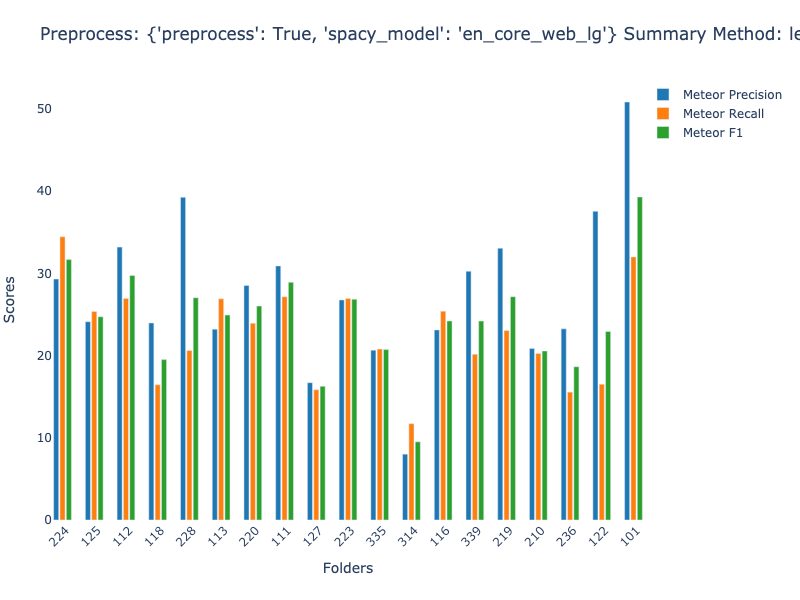 Preprocess: {'preprocess': True, 'spacy_model': 'en_core_web_lg'} Summary Method: le
Meteor Precision
Meteor Recall
Meteor F1
50
40
30
20
10
0
Scores
224 125 112 118 228 113 220 111 127 223 335 314 116 339 219 210 236 122 101
Folders